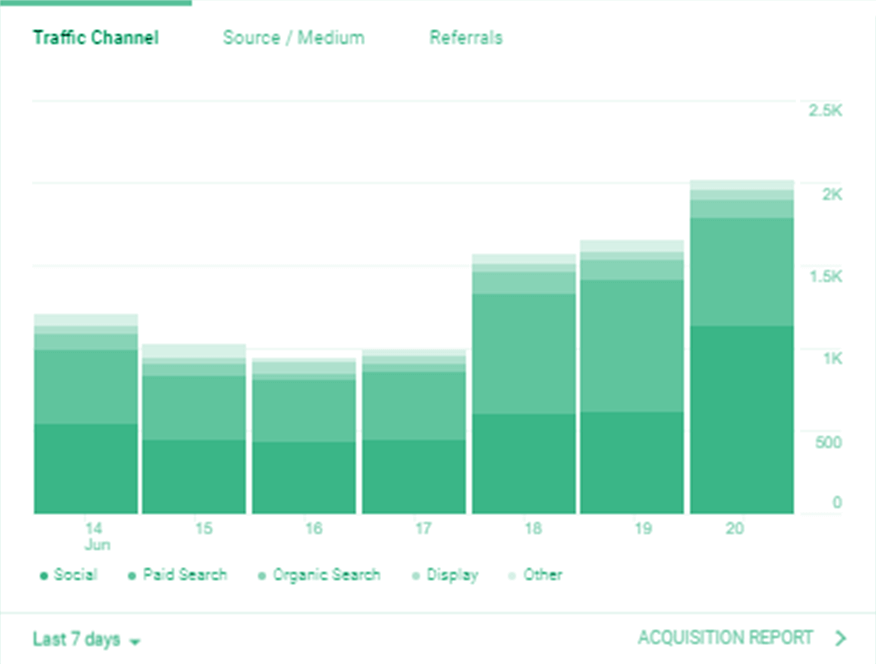 Traffic Channel Source / Medium Referrals
2.5K
2K
1.5K
1K
500
0
14 15 16 17 18 19 20
Jun
Social Paid Search Organic Search Display Other
Last 7 days ACQUISITION REPORT